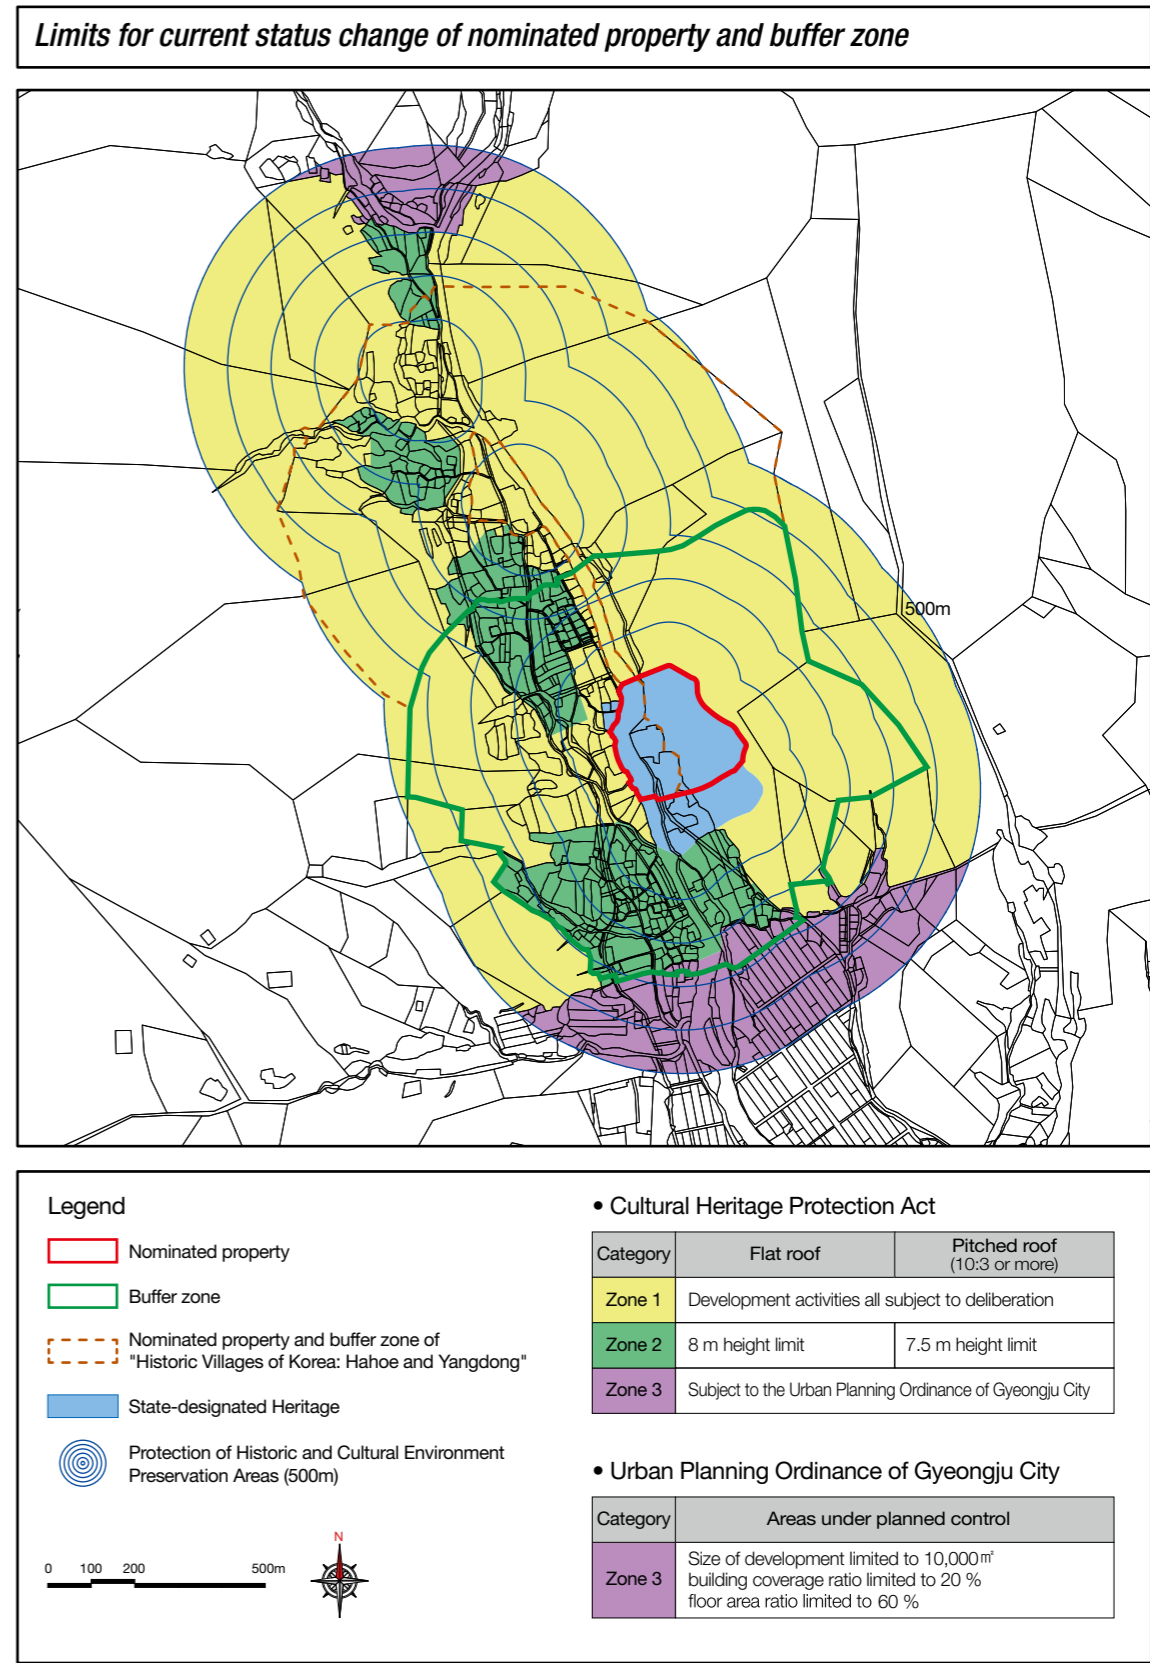 Limits for current status change of nominated property and buffer zone
500m
Legend
Nominated property
Buffer zone
Nominated property and buffer zone of
"Historic Villages of Korea: Hahoe and Yangdong"
State-designated Heritage
Protection of Historic and Cultural Environment
Preservation Areas (500m)
0 100 200 500m
N
• Cultural Heritage Protection Act
Category Flat roof Pitched roof
(10:3 or more)
Zone 1 Development activities all subject to deliberation
Zone 2 8 m height limit 7.5 m height limit
Zone 3 Subject to the Urban Planning Ordinance of Gyeongju City
• Urban Planning Ordinance of Gyeongju City
Category Areas under planned control
Zone 3 Size of development limited to 10,000㎡
building coverage ratio limited to 20 %
floor area ratio limited to 60 %